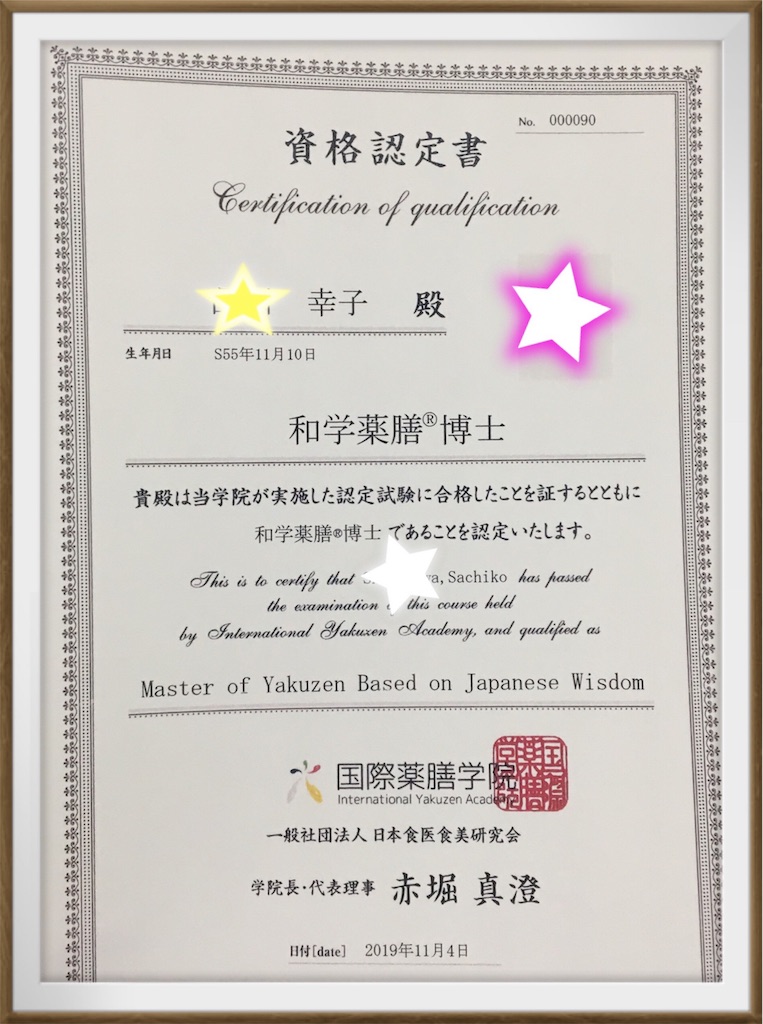 No. 000090
資格認定書
Certification of qualification
幸子 殿
生年月日 S55年11月10日
和学薬膳®博士
貴殿は当学院が実施した認定試験に合格したことを証するとともに
和学薬膳®博士 であることを認定いたします。
This is to certify that ,Sachiko has passed
the examination this course held
by International Yakuzen Academy, and qualified as
Master of Yakuzen Based on Japanese Wisdom
国際薬膳学院
International Yakuzen Academy
一般社団法人 日本食医食美研究会
学院長・代表理事 赤堀 真澄
日付[date] 2019年11月4日